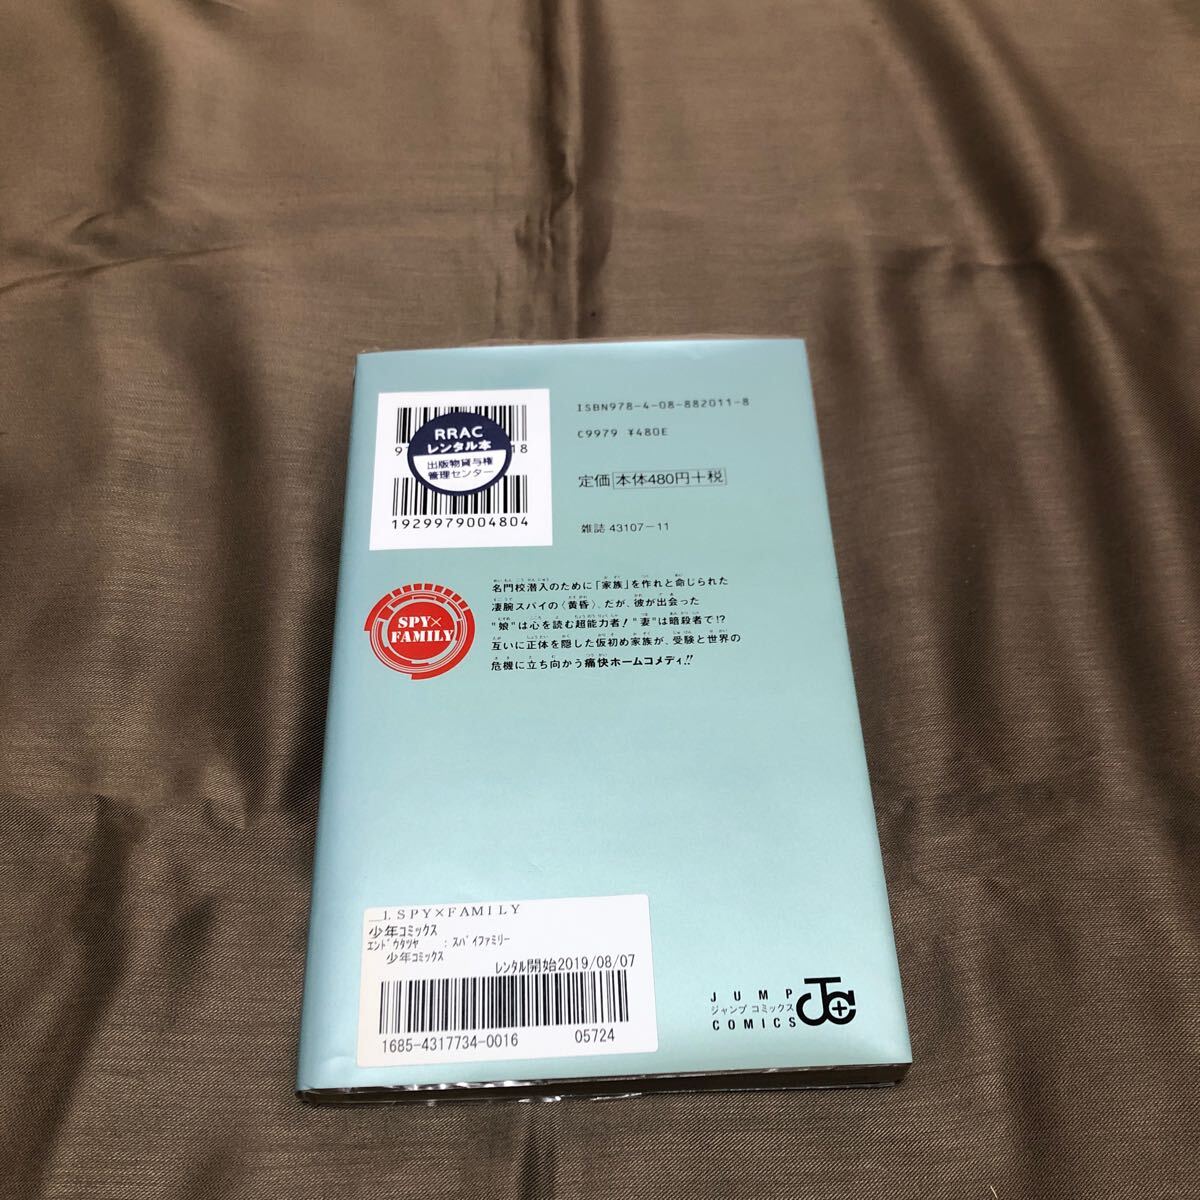 ISBN978-4-08-882011-8
C9979 ¥480E
定価 本体480円+税
雑誌 43107-11
97
18
RRAC
レンタル本
出版物貸与権
管理センター
1929979004804
SPY×
FAMILY
名門校潜入のために「家族」を作れと命じられた
凄腕スパイの〈黄昏〉。だが、彼が出会った
"娘"は心を読む超能力者! "妻"は暗殺者で!?
互いに正体を隠した仮初め家族が、受験と世界の
危機に立ち向かう痛快ホームコメディ!!
_1. SPY×FAMILY
少年コミックス
エンドウタツヤ : スパイファミリー
少年コミックス
レンタル開始2019/08/07
1685-4317734-0016 05724
JUMP
ジャンプ コミックス
COMICS
JC+